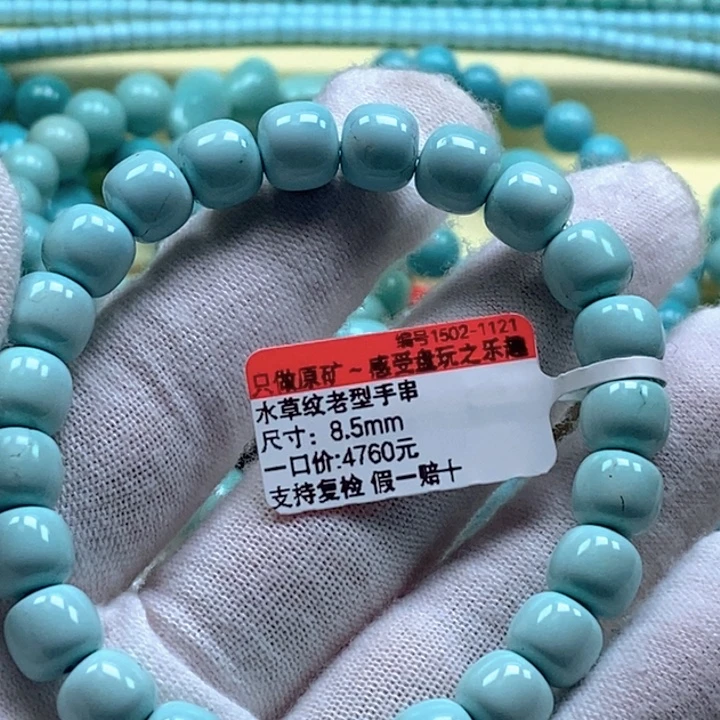 编号1502-1121
只做原矿～感受盘玩之乐趣
水草纹老型手串
尺寸：8.5mm
一口价:4760元
支持复检 假一赔十